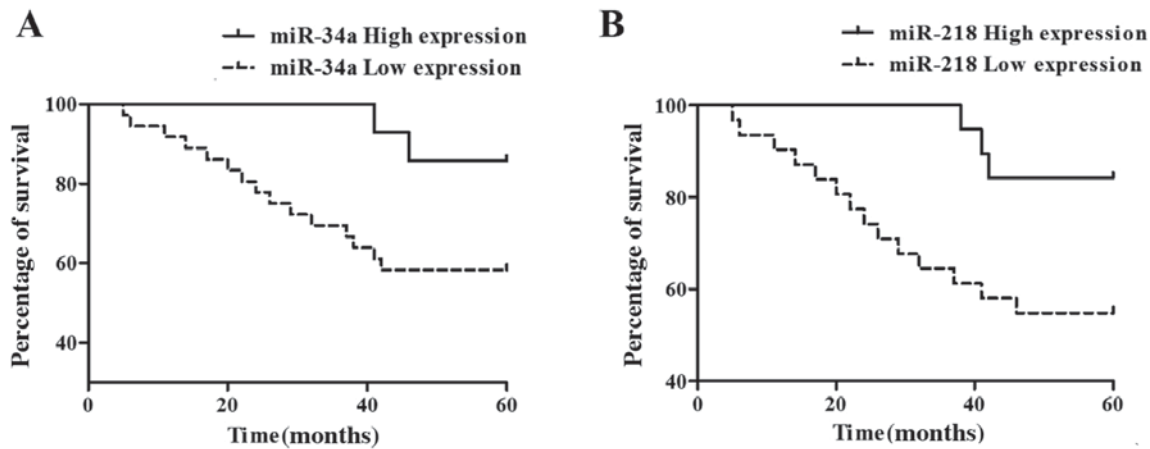 A
miR-34a High expression
miR-34a Low expression
Percentage of survival
100
80
60
40
0
20
40
60
Time(months)
B
miR-218 High expression
miR-218 Low expression
Percentage of survival
100
80
60
40
0
20
40
60
Time(months)